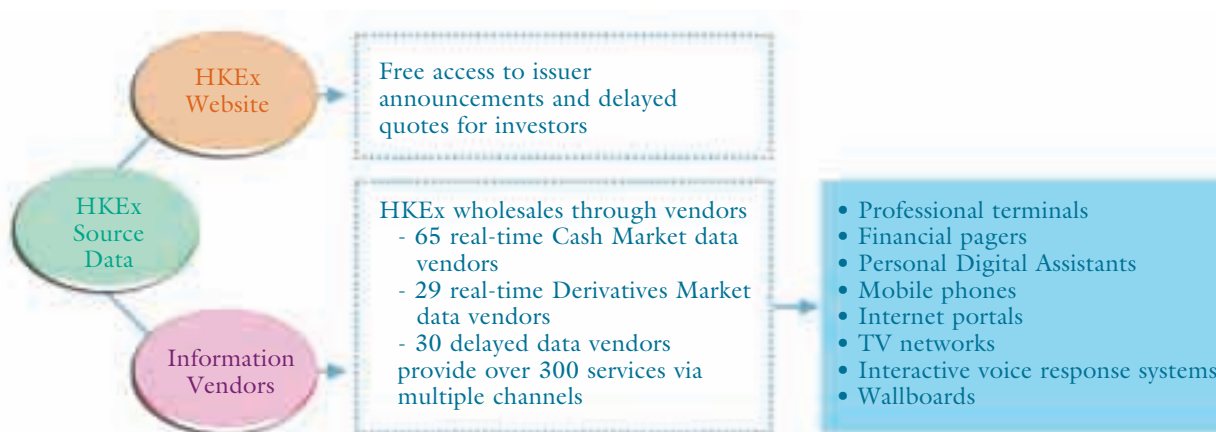 HKEx
Website
Free access to issuer
announcements and delayed
quotes for investors
HKEx
Source
Data
Information
Vendors
HKEx wholesales through vendors
- 65 real-time Cash Market data
vendors
- 29 real-time Derivatives Market
data vendors
- 30 delayed data vendors
provide over 300 services via
multiple channels
• Professional terminals
• Financial pagers
• Personal Digital Assistants
• Mobile phones
• Internet portals
• TV networks
• Interactive voice response systems
• Wallboards